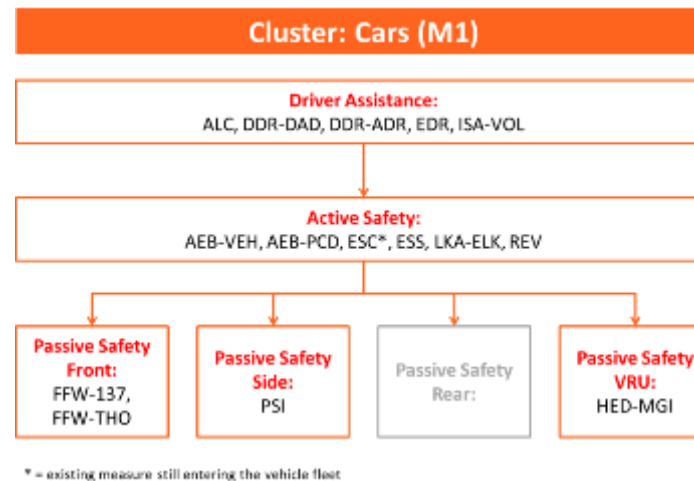 Cluster: Cars (M1)
Driver Assistance:
ALC, DDR-DAD, DDR-ADR, EDR, ISA-VOL
Active Safety:
AEB-VEH, AEB-PCD, ESC*, ESS, LKA-ELK, REV
Passive Safety
Front:
FFW-137,
FFW-THO
Passive Safety
Side:
PSI
Passive Safety
Rear:
Passive Safety
VRU:
HED-MGI
* = existing measure still entering the vehicle fleet